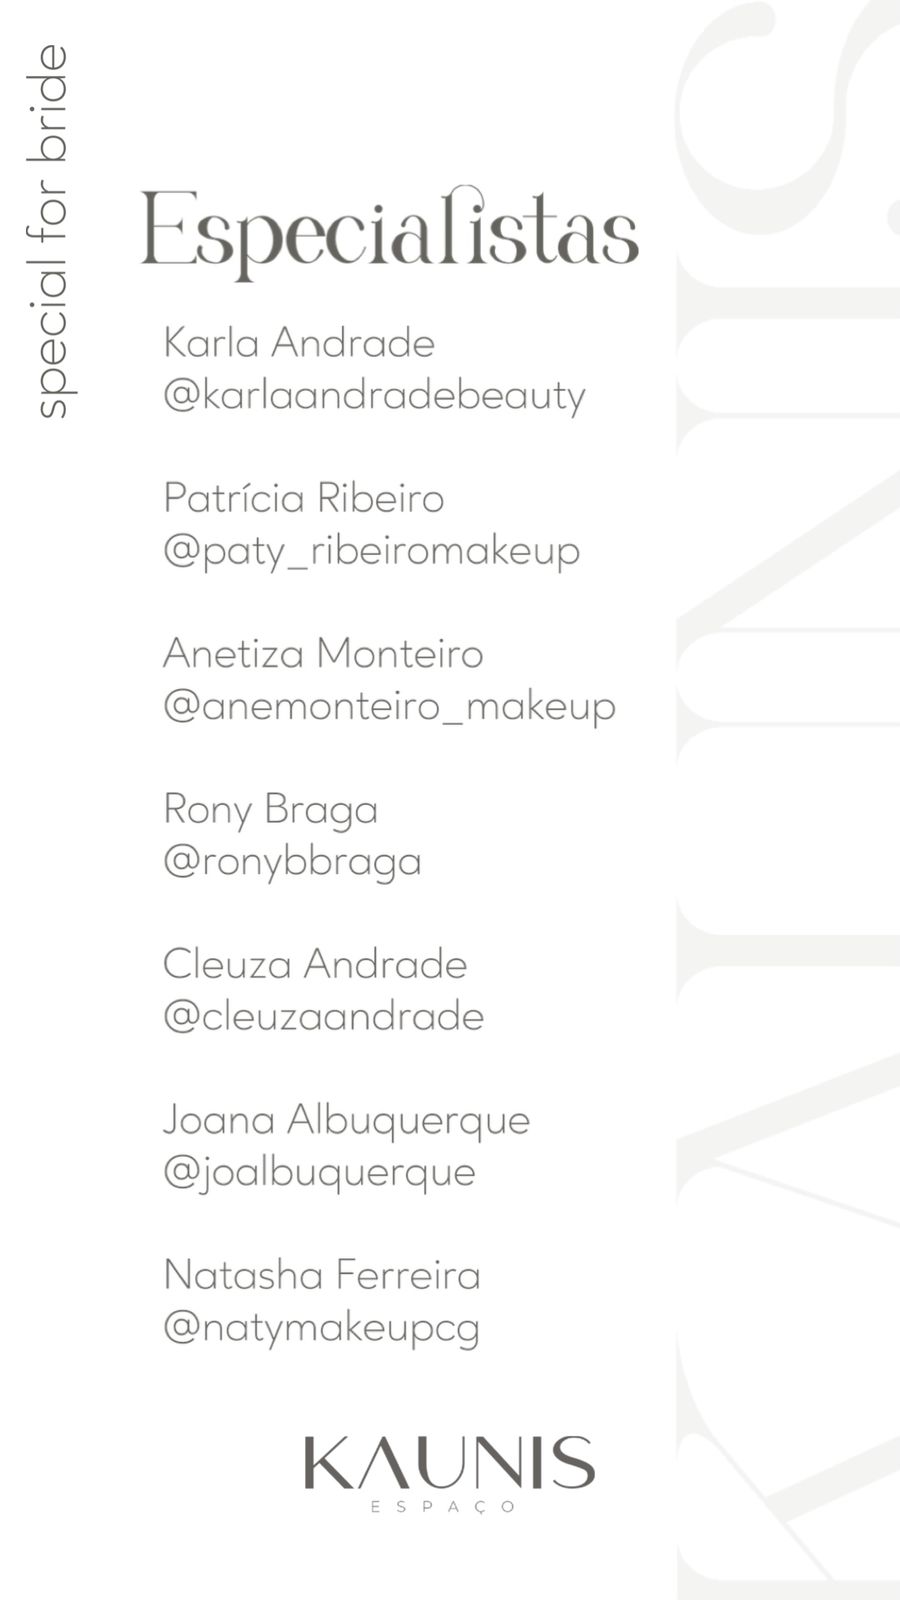 special for bride
Especialistas
Karla Andrade
@karlaandradebeauty
Patrícia Ribeiro
@paty_ribeiromakeup
Anetiza Monteiro
@anemonteiro_makeup
Rony Braga
@ronybbraga
Cleuza Andrade
@cleuzaandrade
Joana Albuquerque
@joalbuquerque
Natasha Ferreira
@natymakeupcg
KAUNIS
ESPAÇO
KAUNIS